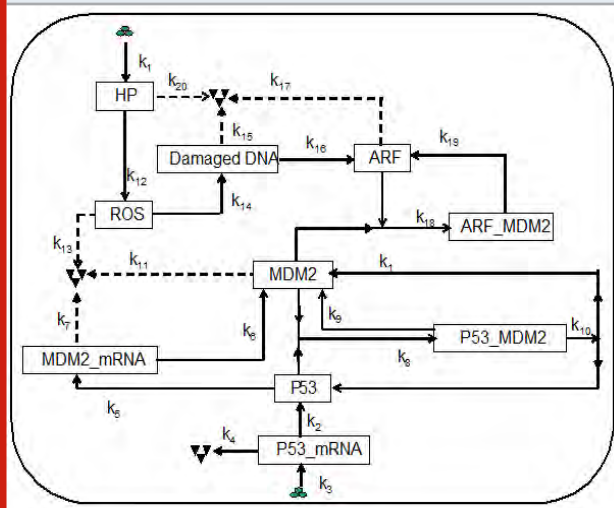 k1
HP
k20
k17
k15
k16
k19
k12
Damaged DNA
ARF
k14
ROS
k18
ARF_MDM2
k13
k11
MDM2
k1
k7
k6
k9
P53_MDM2
k10
MDM2_mRNA
k8
P53
k5
k2
k4
P53_mRNA
k3